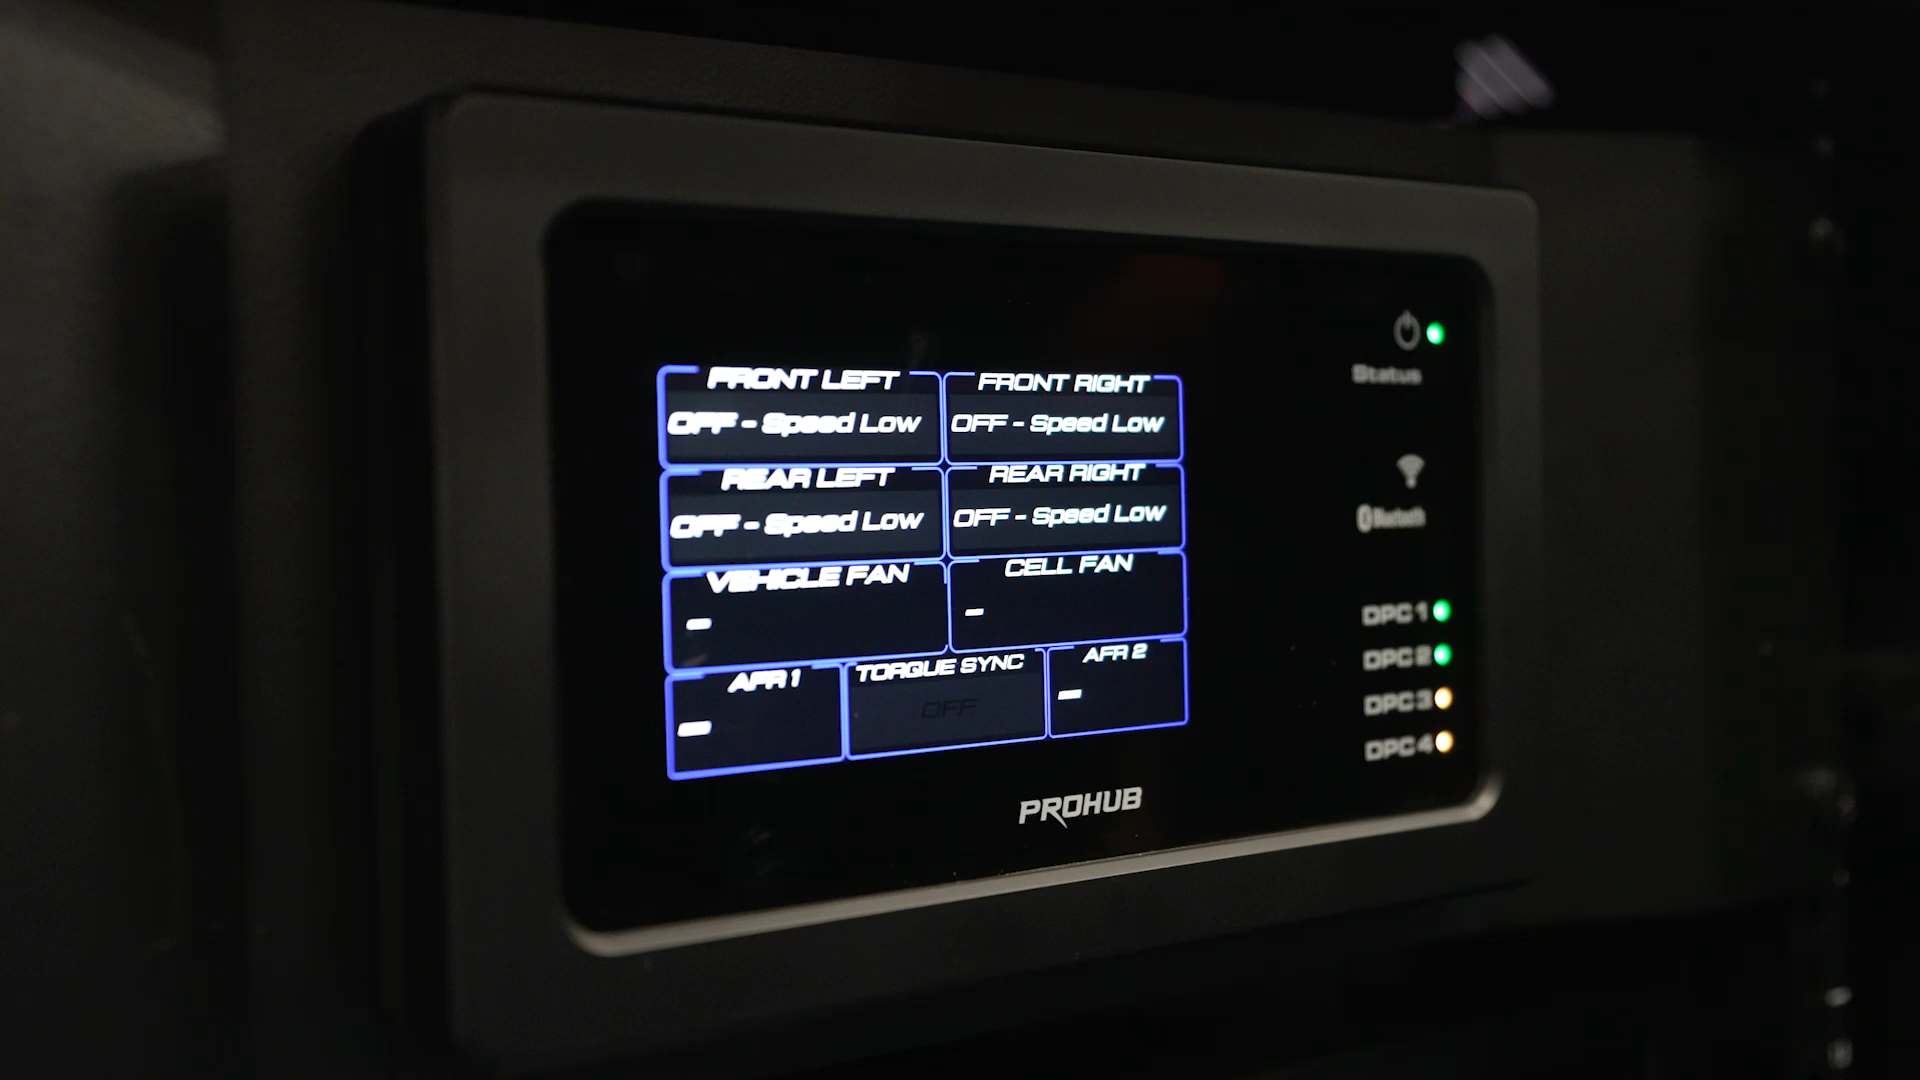 FRONT LEFT
OFF - Speed Low
FRONT RIGHT
OFF - Speed Low
REAR LEFT
OFF - Speed Low
REAR RIGHT
OFF - Speed Low
VEHICLE FAN
-
CELL FAN
-
AFR 1
-
TORQUE SYNC
OFF
AFR 2
-
Status
Bluetooth
DPC 1
DPC 2
DPC 3
DPC 4
PROHUB